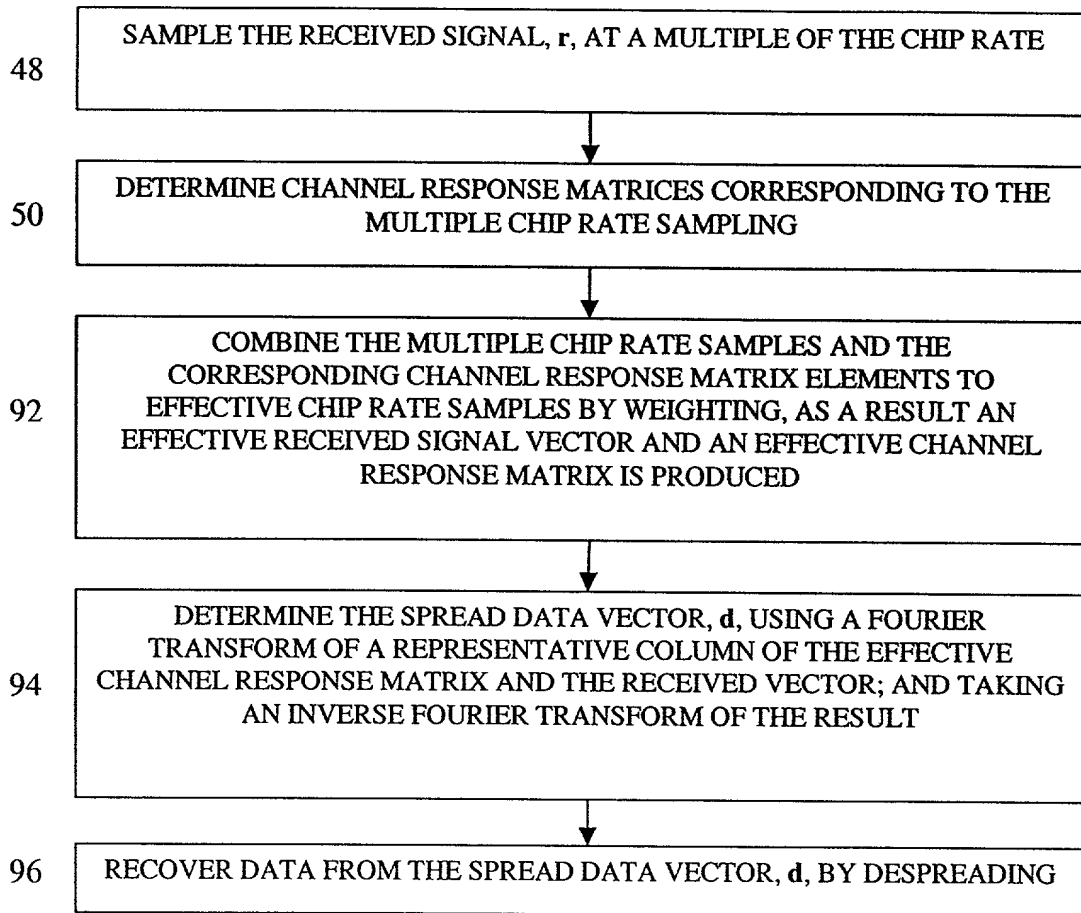 SAMPLE THE RECEIVED SIGNAL, r, AT A MULTIPLE OF THE CHIP RATE
48
DETERMINE CHANNEL RESPONSE MATRICES CORRESPONDING TO THE
MULTIPLE CHIP RATE SAMPLING
50
COMBINE THE MULTIPLE CHIP RATE SAMPLES AND THE
CORRESPONDING CHANNEL RESPONSE MATRIX ELEMENTS TO
EFFECTIVE CHIP RATE SAMPLES BY WEIGHTING, AS A RESULT AN
EFFECTIVE RECEIVED SIGNAL VECTOR AND AN EFFECTIVE CHANNEL
RESPONSE MATRIX IS PRODUCED
92
DETERMINE THE SPREAD DATA VECTOR, d, USING A FOURIER
TRANSFORM OF A REPRESENTATIVE COLUMN OF THE EFFECTIVE
CHANNEL RESPONSE MATRIX AND THE RECEIVED VECTOR; AND TAKING
AN INVERSE FOURIER TRANSFORM OF THE RESULT
94
96
RECOVER DATA FROM THE SPREAD DATA VECTOR, d, BY DESPREADING